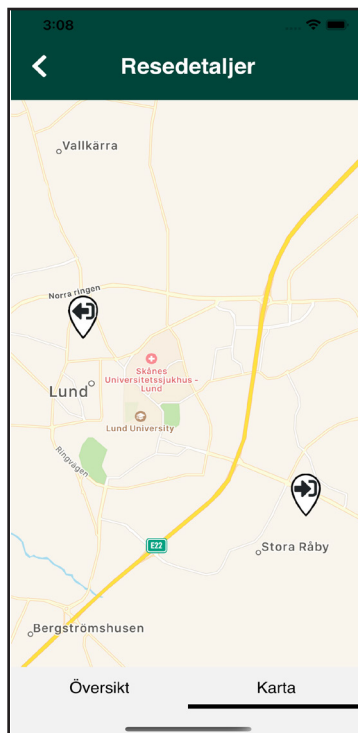 3:08
Resedetaljer
Vallkärra
Norra ringen
Skånes
Universitetssjukhus -
Lund
Lund
Lund University
Ringvägen
E22
Stora Råby
Bergströmshusen
Översikt
Karta